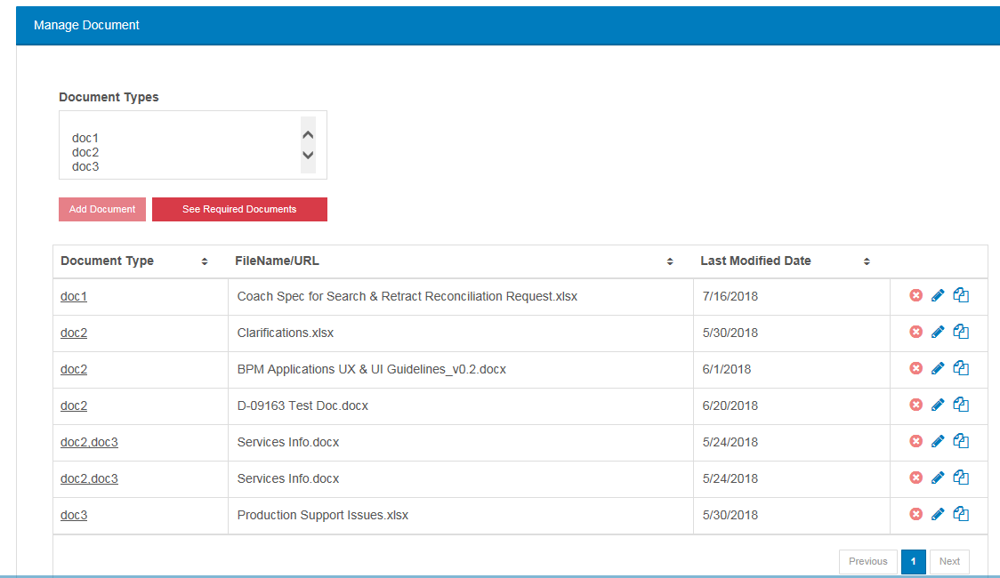 Manage Document
Document Types
doc1
doc2
doc3
Add Document See Required Documents
Document Type FileName/URL Last Modified Date
doc1 Coach Spec for Search & Retract Reconciliation Request.xlsx 7/16/2018
doc2 Clarifications.xlsx 5/30/2018
doc2 BPM Applications UX & UI Guidelines_v0.2.docx 6/1/2018
doc2 D-09163 Test Doc.docx 6/20/2018
doc2,doc3 Services Info.docx 5/24/2018
doc2,doc3 Services Info.docx 5/24/2018
doc3 Production Support Issues.xlsx 5/30/2018
Previous 1 Next